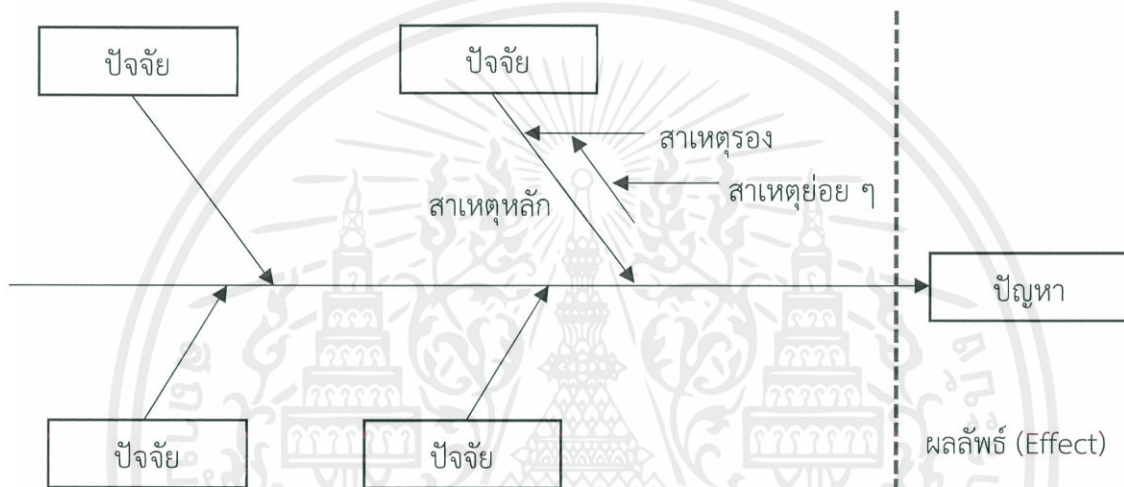 ปัจจัย
ปัจจัย
สาเหตุรอง
สาเหตุย่อย ๆ
สาเหตุหลัก
ปัญหา
ปัจจัย
ปัจจัย
ผลลัพธ์ (Effect)